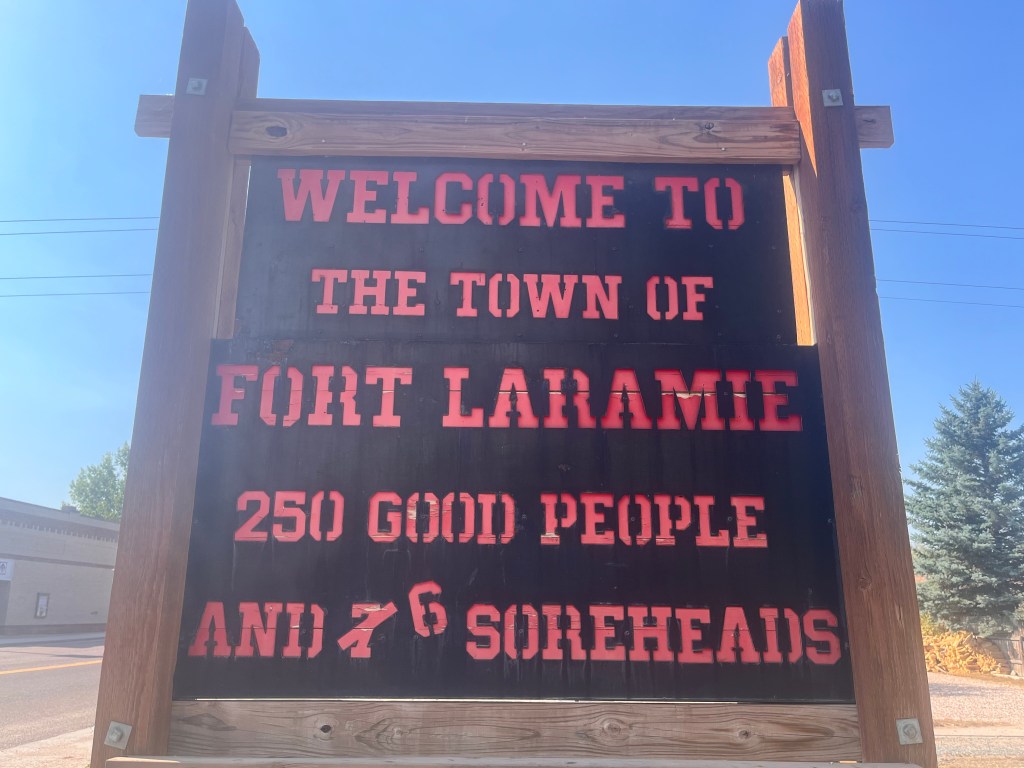 WELCOME TO
THE TOWN OF
FORT LARAMIE
250 GOOD PEOPLE
AND 7 6 SOREHEADS